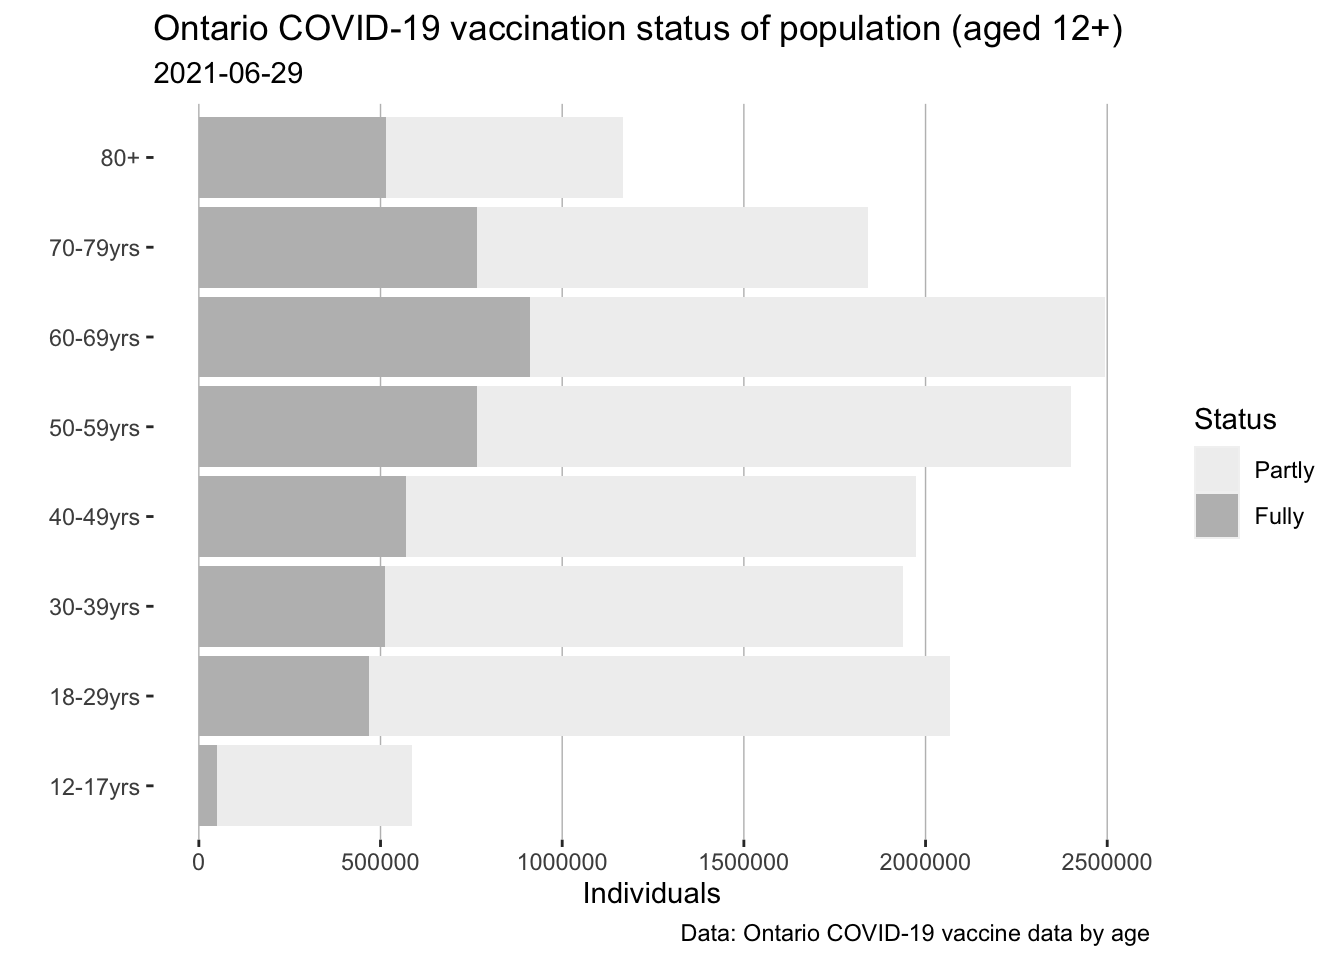 Ontario COVID-19 vaccination status of population (aged 12+)
2021-06-29
80+
70-79yrs
60-69yrs
50-59yrs
40-49yrs
30-39yrs
18-29yrs
12-17yrs
0 500000 1000000 1500000 2000000 2500000
Individuals
Status
Partly
Fully
Data: Ontario COVID-19 vaccine data by age